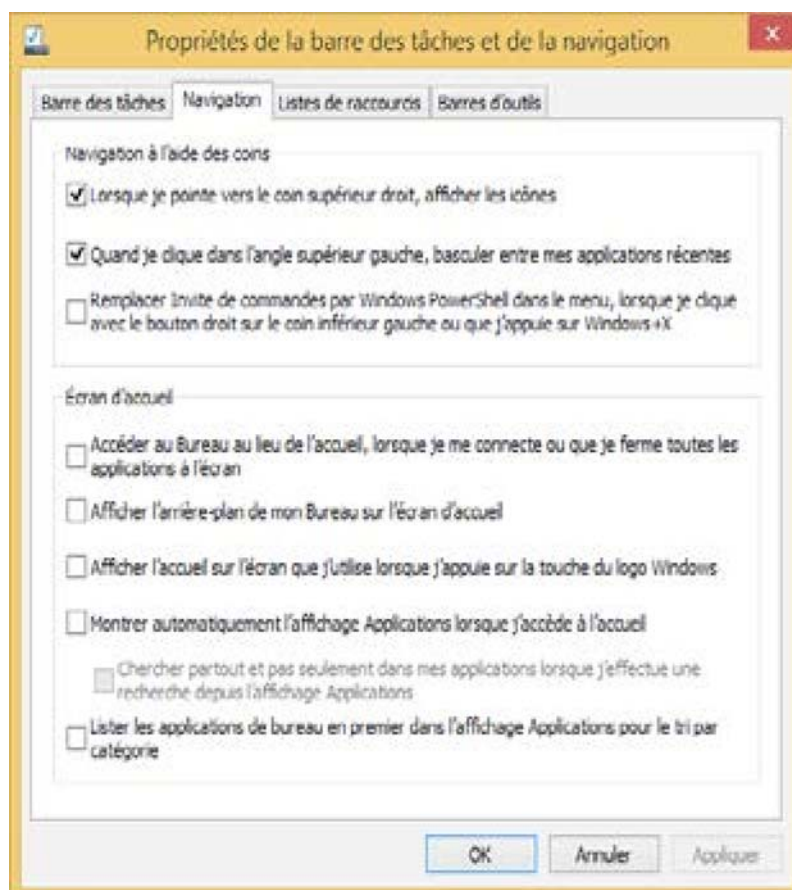 Propriétés de la barre des tâches et de la navigation
Barre des tâches Navigation Listes de raccourcis Barres d'outils
Navigation à l'aide des coins
Lorsque je pointe vers le coin supérieur droit, afficher les icônes
Quand je clique dans l'angle supérieur gauche, basculer entre mes applications récentes
Remplacer Invite de commandes par Windows PowerShell dans le menu, lorsque je clique
avec le bouton droit sur le coin inférieur gauche ou que j'appuie sur Windows+X
Écran d'accueil
Accéder au Bureau au lieu de l'accueil, lorsque je me connecte ou que je ferme toutes les
applications à l'écran
Afficher l'arrière-plan de mon Bureau sur l'écran d'accueil
Afficher l'accueil sur l'écran que j'utilise lorsque j'appuie sur la touche du logo Windows
Montrer automatiquement l'affichage Applications lorsque j'accède à l'accueil
Chercher partout et pas seulement dans mes applications lorsque j'effectue une
recherche depuis l'affichage Applications
Lister les applications de bureau en premier dans l'affichage Applications pour le tri par
catégorie
OK Annuler Appliquer